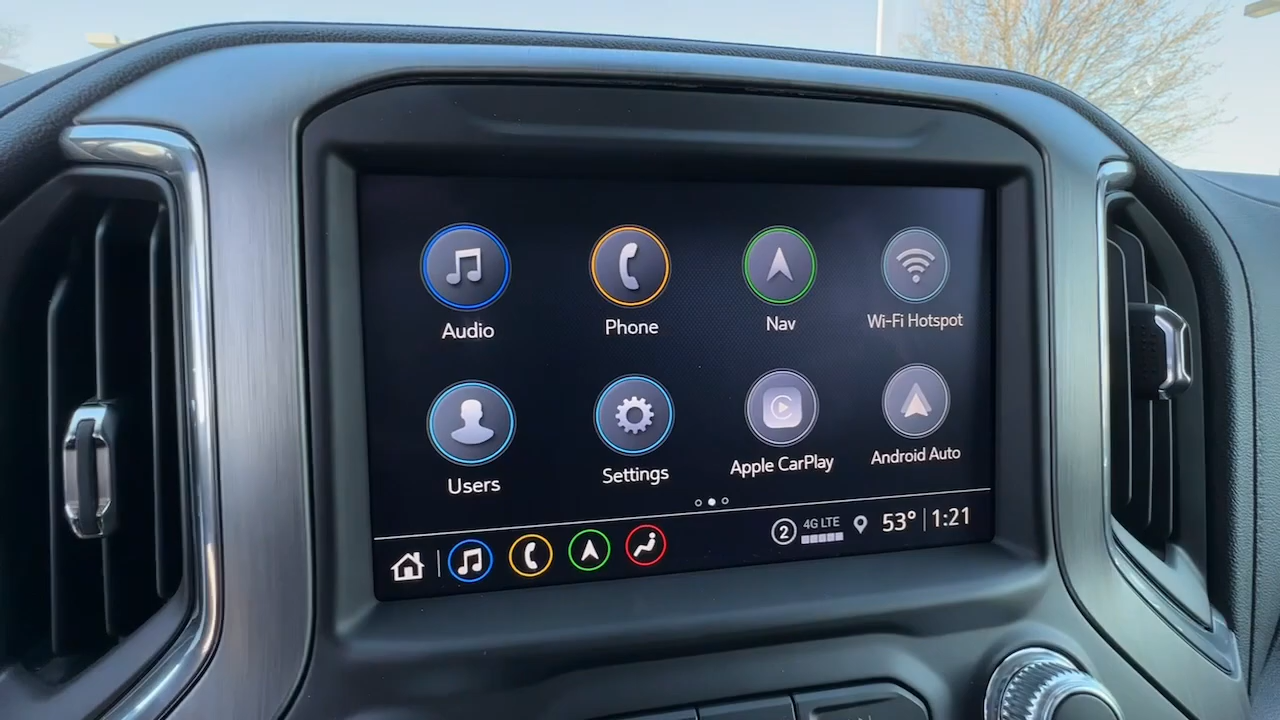 Audio
Phone
Nav
Wi-Fi Hotspot
Users
Settings
Apple CarPlay
Android Auto
2
4G LTE
53°
1:21